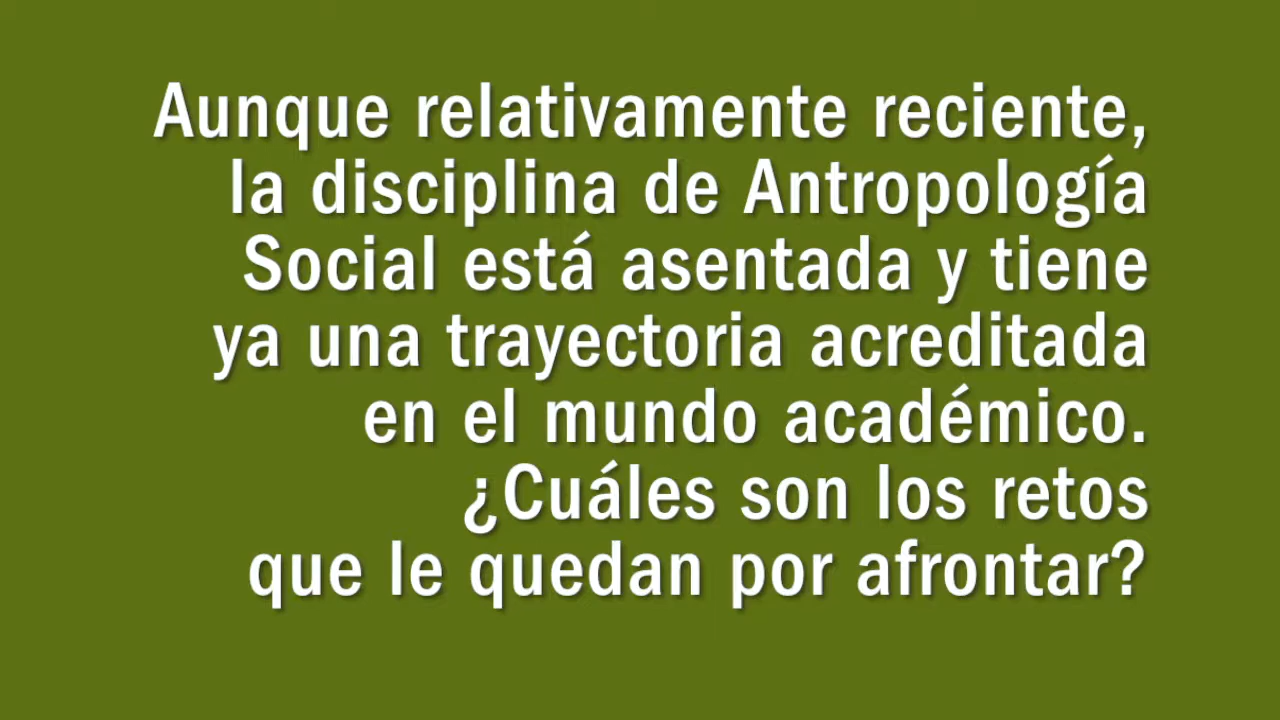 Aunque relativamente reciente,
la disciplina de Antropología
Social está asentada y tiene
ya una trayectoria acreditada
en el mundo académico.
¿Cuáles son los retos
que le quedan por afrontar?